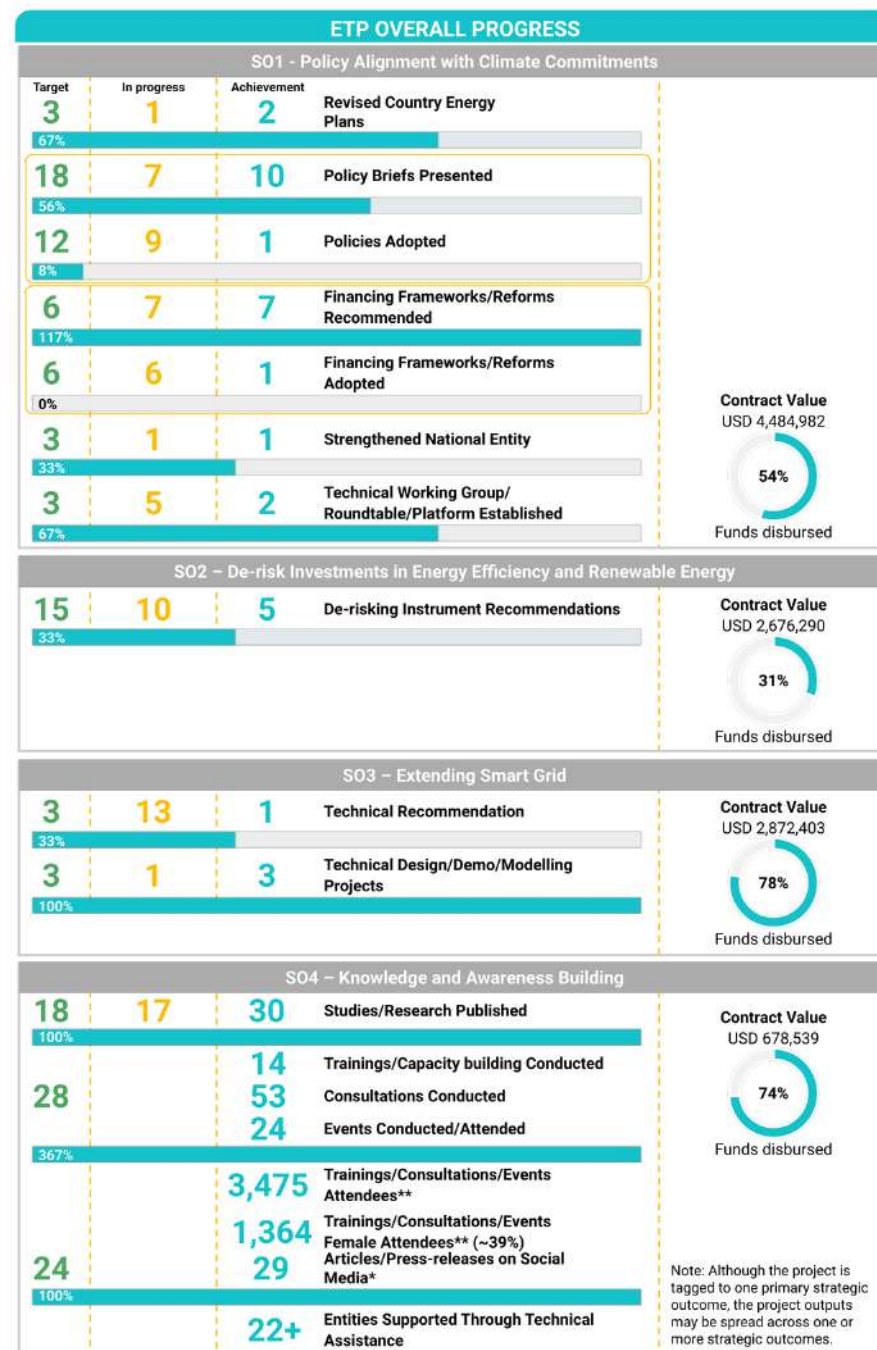 ETP OVERALL PROGRESS
SO1 - Policy Alignment with Climate Commitments
Target In progress Achievement
3 1 2 Revised Country Energy
Plans
67%
18 7 10 Policy Briefs Presented
56%
12 9 1 Policies Adopted
8%
6 7 7 Financing Frameworks/Reforms
Recommended
117%
6 6 1 Financing Frameworks/Reforms
Adopted
0%
3 1 1 Strengthened National Entity
33%
3 5 2 Technical Working Group/
Roundtable/Platform Established
67%
Contract Value
USD 4,484,982
54%
Funds disbursed
SO2 – De-risk Investments in Energy Efficiency and Renewable Energy
15 10 5 De-risking Instrument Recommendations
33%
Contract Value
USD 2,676,290
31%
Funds disbursed
SO3 – Extending Smart Grid
3 13 1 Technical Recommendation
33%
3 1 3 Technical Design/Demo/Modelling
Projects
100%
Contract Value
USD 2,872,403
78%
Funds disbursed
SO4 – Knowledge and Awareness Building
18 17 30 Studies/Research Published
100%
14 Trainings/Capacity building Conducted
28 53 Consultations Conducted
24 Events Conducted/Attended
367%
3,475 Trainings/Consultations/Events
Attendees**
1,364 Trainings/Consultations/Events
Female Attendees** (~39%)
24 29 Articles/Press-releases on Social
Media*
100%
22+ Entities Supported Through Technical
Assistance
Contract Value
USD 678,539
74%
Funds disbursed
Note: Although the project is
tagged to one primary strategic
outcome, the project outputs
may be spread across one or
more strategic outcomes.